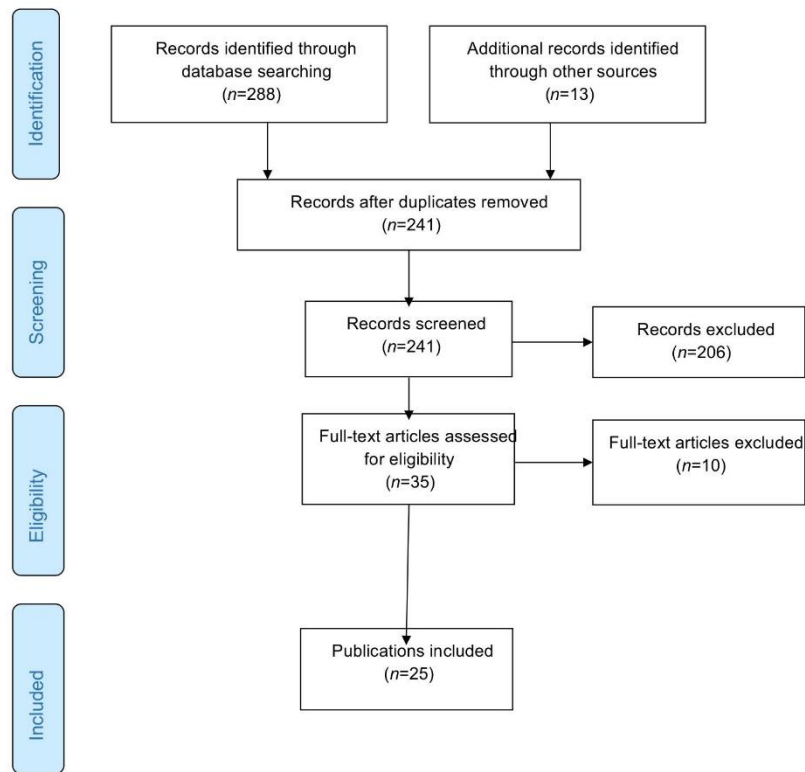 Identification
Records identified through
database searching
(n=288)
Additional records identified
through other sources
(n=13)
Records after duplicates removed
(n=241)
Screening
Records screened
(n=241)
Records excluded
(n=206)
Eligibility
Full-text articles assessed
for eligibility
(n=35)
Full-text articles excluded
(n=10)
Included
Publications included
(n=25)